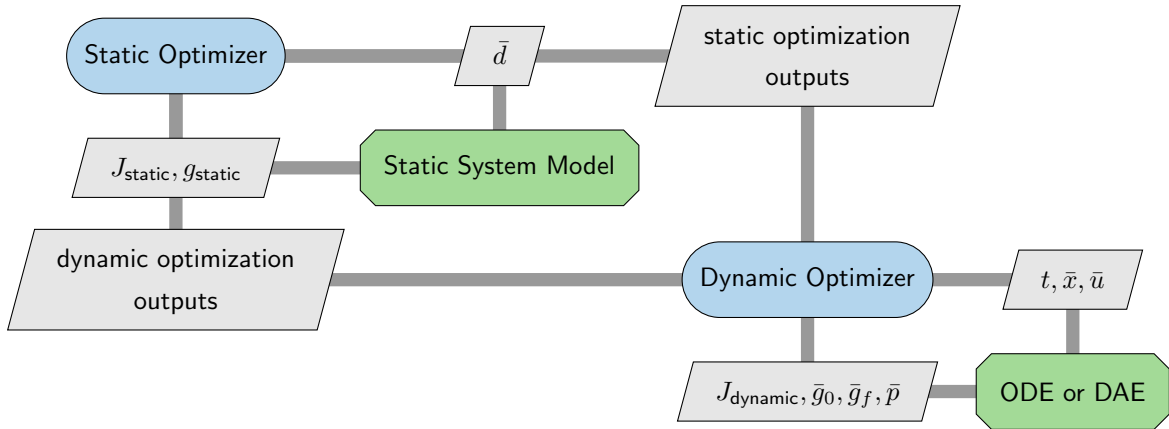 Static Optimizer
d̄
static optimization
outputs
J_static, g_static
Static System Model
dynamic optimization
outputs
Dynamic Optimizer
t, x̄, ū
J_dynamic, ḡ_0, ḡ_f, p̄
ODE or DAE